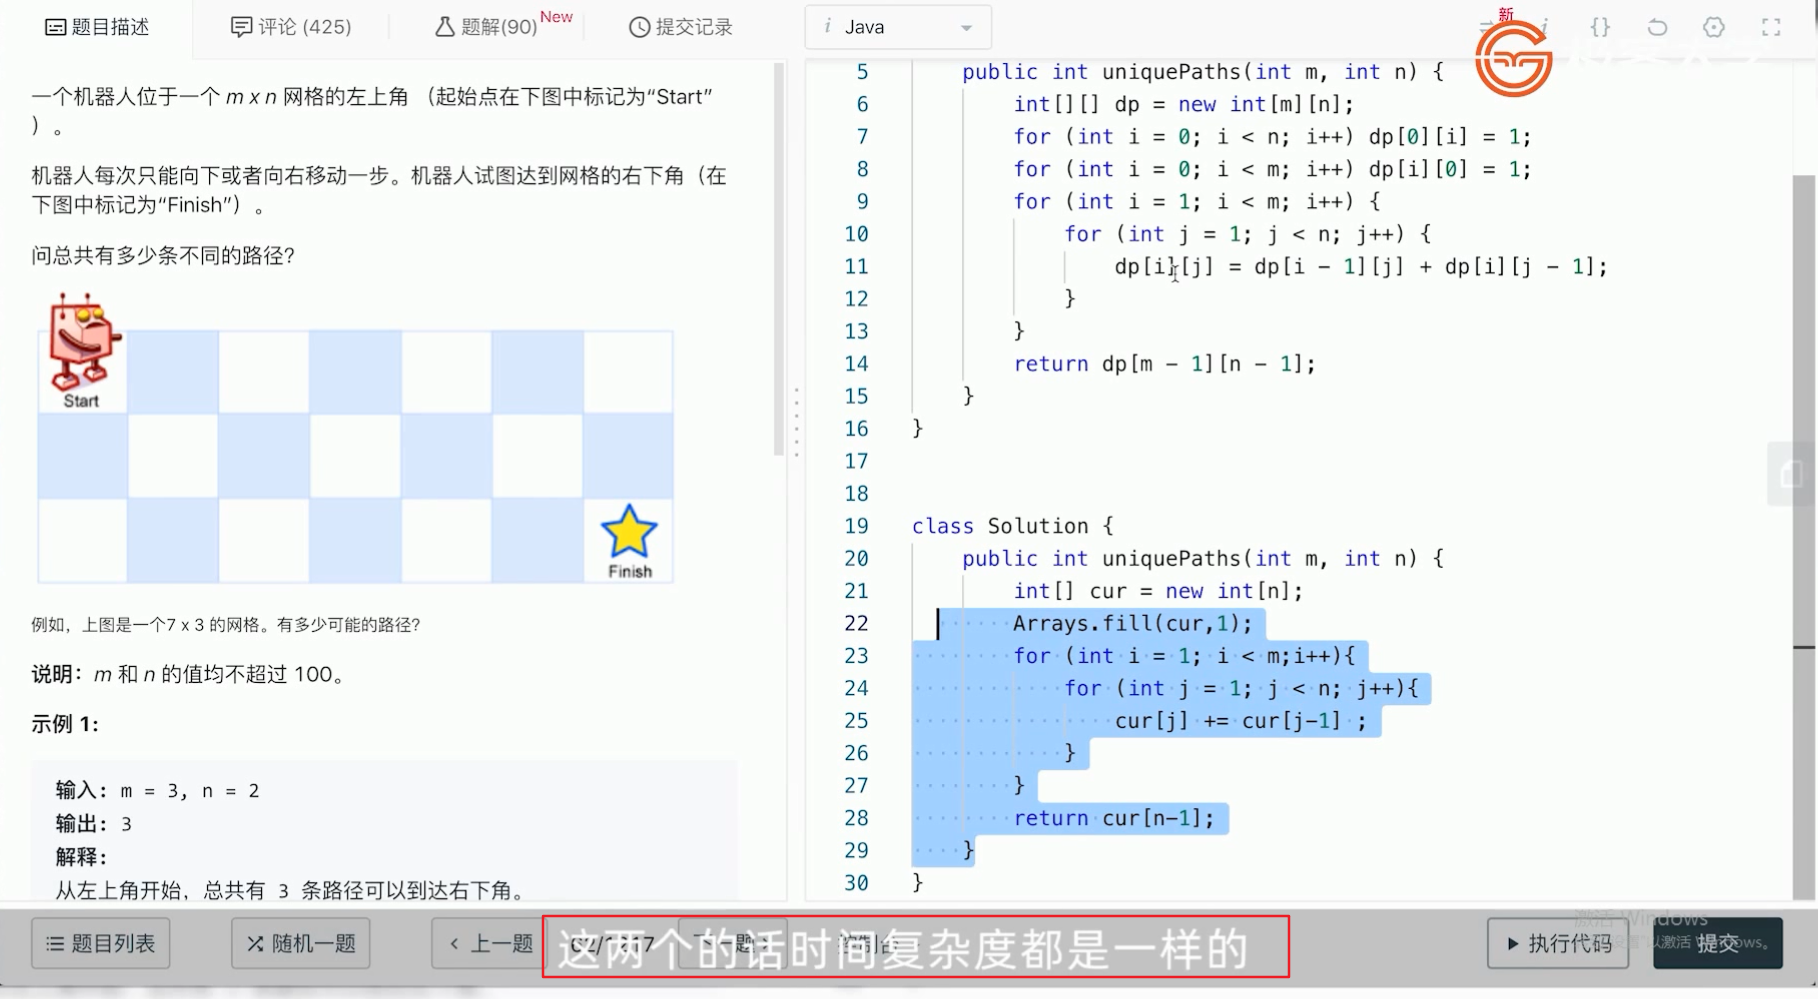 题目描述
评论 (425)
题解(90)
New
提交记录
i Java
新
一个机器人位于一个 m x n 网格的左上角 （起始点在下图中标记为“Start”
）。
机器人每次只能向下或者向右移动一步。机器人试图达到网格的右下角（在
下图中标记为“Finish”）。
问总共有多少条不同的路径？
Start
Finish
例如，上图是一个7 x 3 的网格。有多少可能的路径？
说明：m 和 n 的值均不超过 100。
示例 1:
输入: m = 3, n = 2
输出: 3
解释:
从左上角开始，总共有 3 条路径可以到达右下角。
5 public int uniquePaths(int m, int n) {
6 int[][] dp = new int[m][n];
7 for (int i = 0; i < n; i++) dp[0][i] = 1;
8 for (int i = 0; i < m; i++) dp[i][0] = 1;
9 for (int i = 1; i < m; i++) {
10 for (int j = 1; j < n; j++) {
11 dp[i][j] = dp[i - 1][j] + dp[i][j - 1];
12 }
13 }
14 return dp[m - 1][n - 1];
15 }
16 }
17
18
19 class Solution {
20 public int uniquePaths(int m, int n) {
21 int[] cur = new int[n];
22 Arrays.fill(cur,1);
23 for (int i = 1; i < m;i++){
24 for (int j = 1; j < n; j++){
25 cur[j] += cur[j-1] ;
26 }
27 }
28 return cur[n-1];
29 }
30 }
题目列表
随机一题
上一题
这两个的话时间复杂度都是一样的
执行代码
提交
激活 Windows